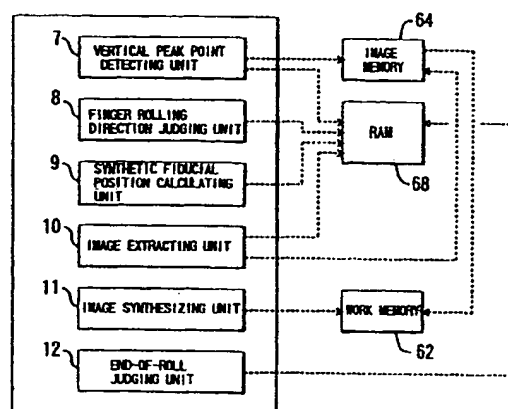 7
VERTICAL PEAK POINT
DETECTING UNIT
8
FINGER ROLLING
DIRECTION JUDGING UNIT
9
SYNTHETIC FIDUCIAL
POSITION CALCULATING
UNIT
10
IMAGE EXTRACTING UNIT
11
IMAGE SYNTHESIZING UNIT
12
END-OF-ROLL
JUDGING UNIT
64
IMAGE
MEMORY
RAM
68
WORK MEMORY
62